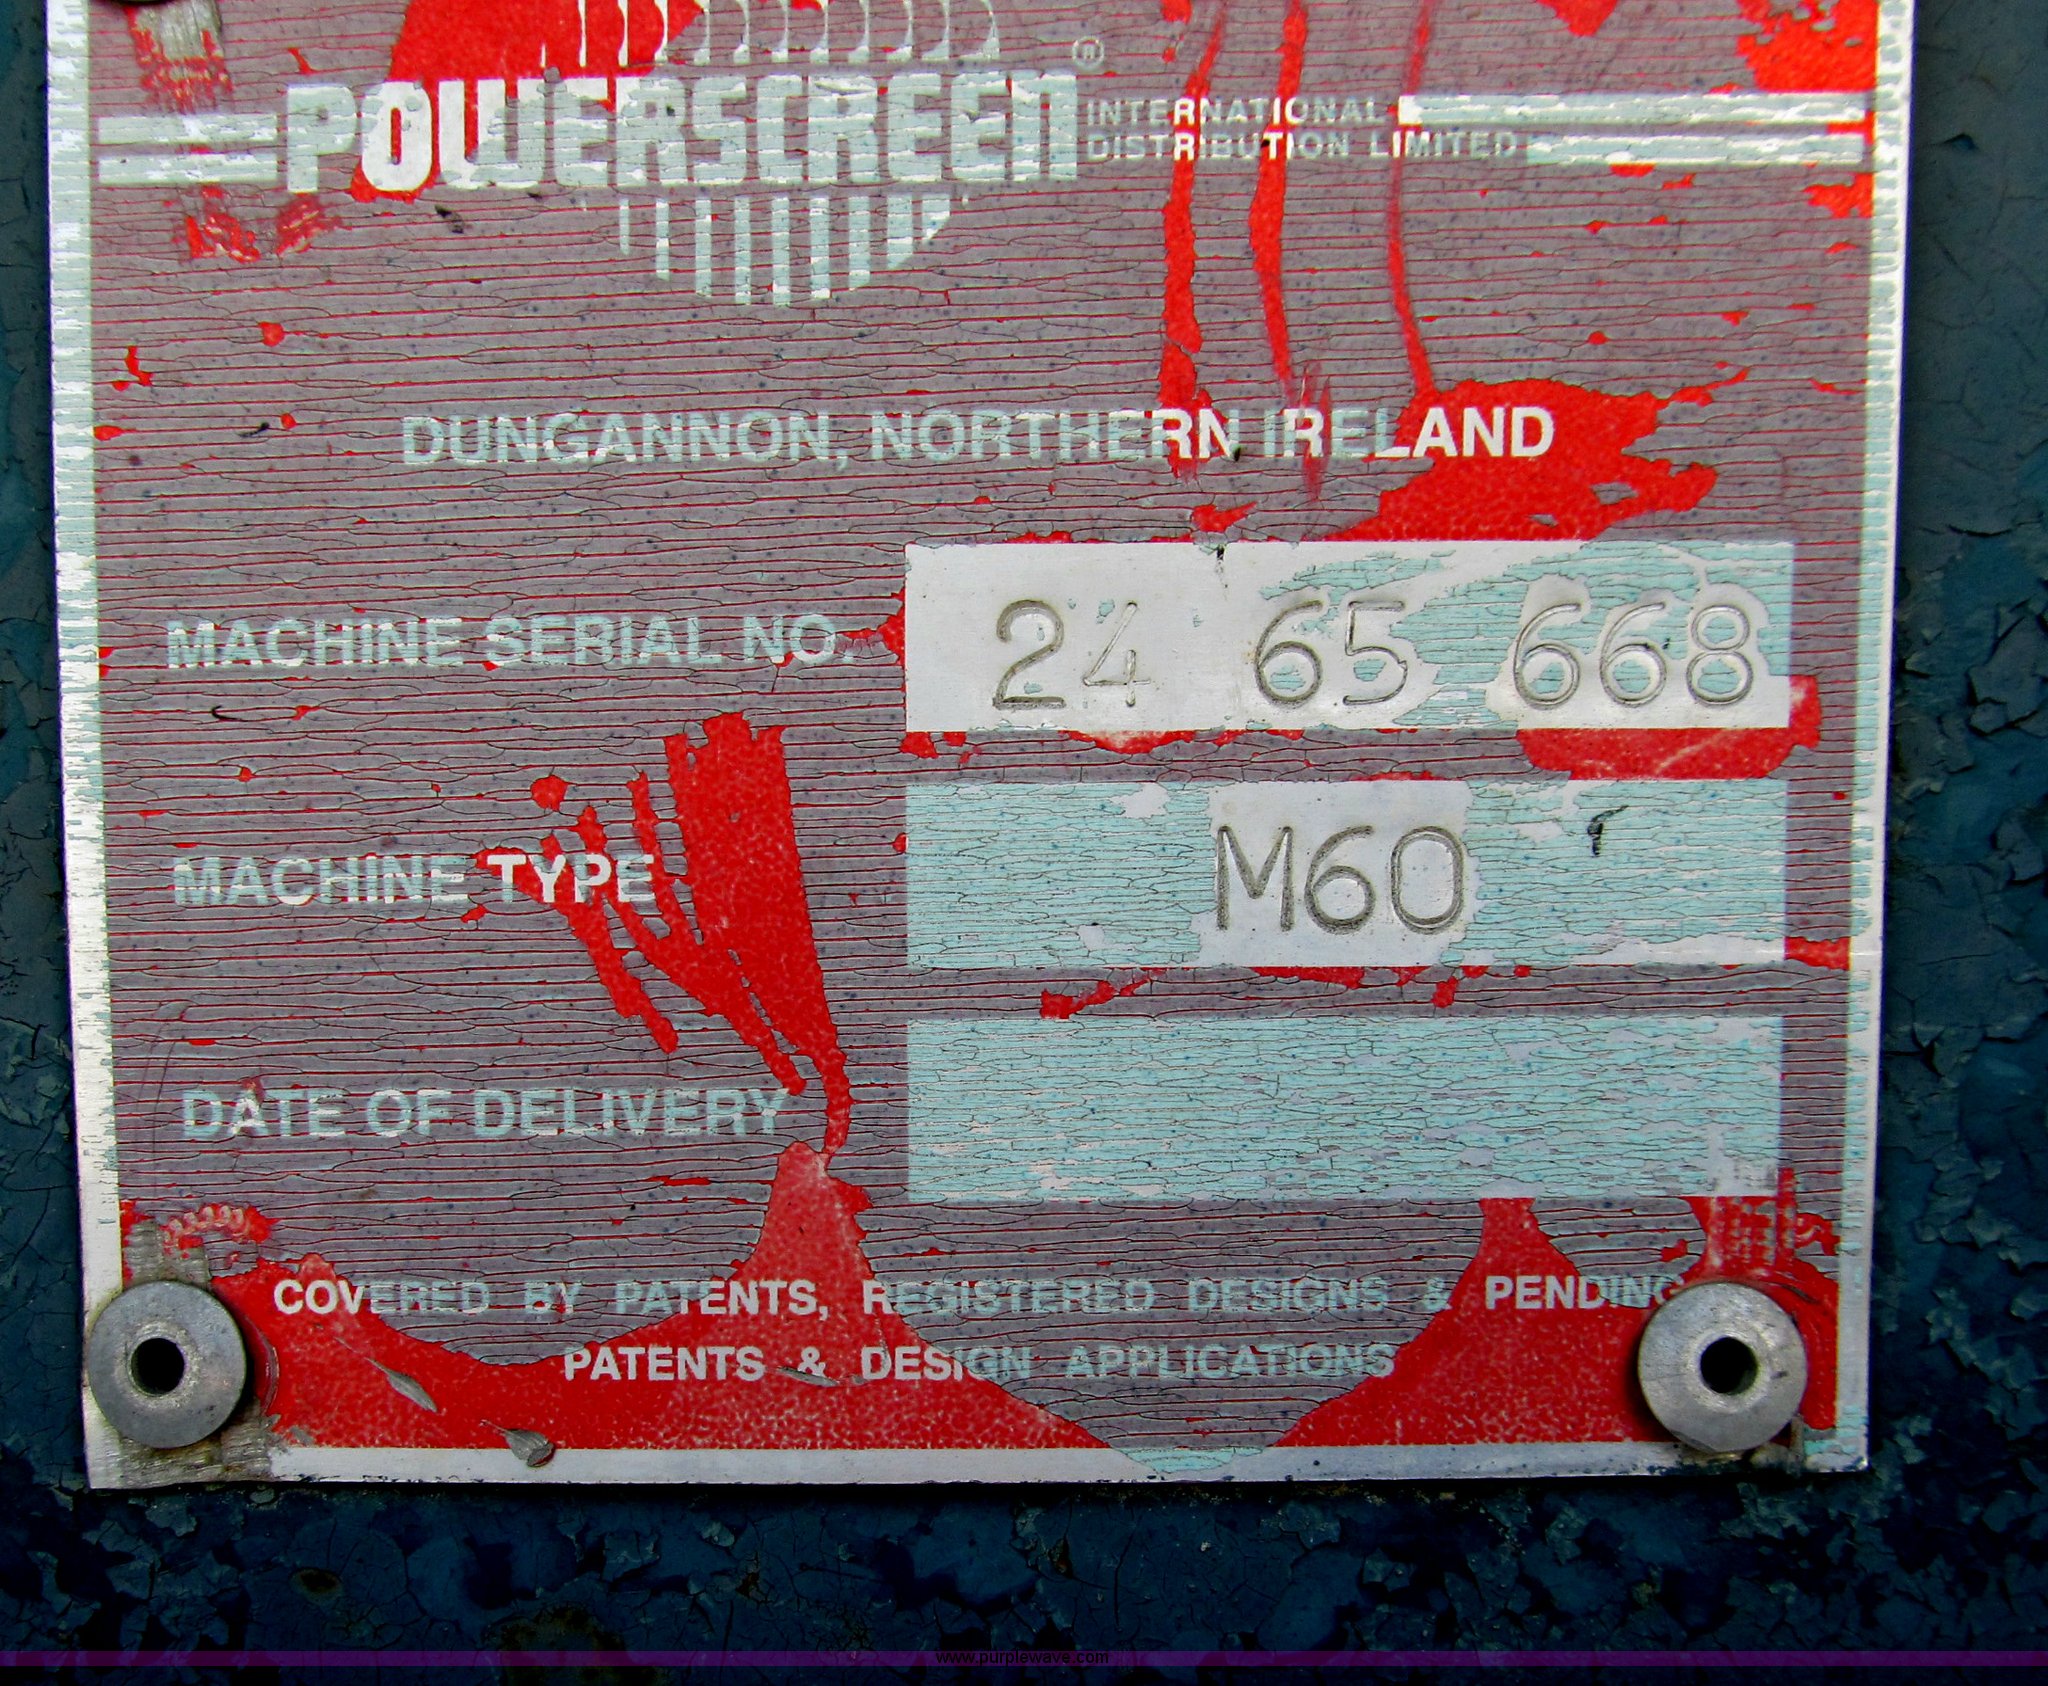 POWERSCREEN®
INTERNATIONAL
DISTRIBUTION LIMITED
DUNGANNON, NORTHERN IRELAND
MACHINE SERIAL NO. 24 65 668
MACHINE TYPE M60
DATE OF DELIVERY
COVERED BY PATENTS, REGISTERED DESIGNS & PENDING
PATENTS & DESIGN APPLICATIONS
www.purplewave.com